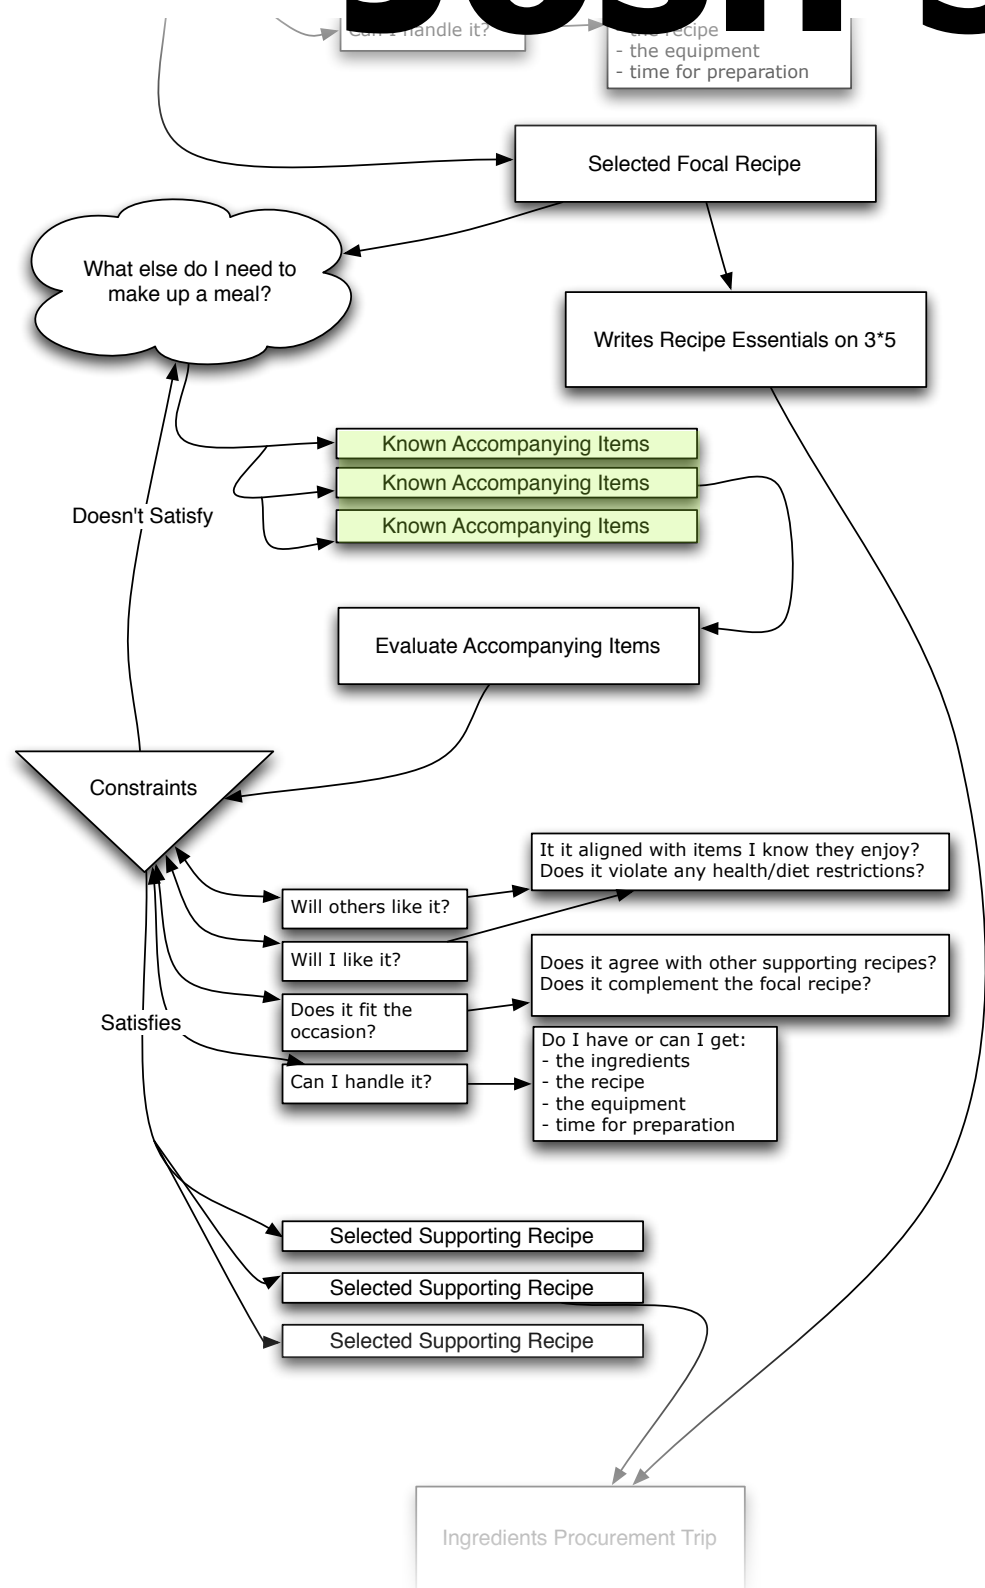 Can I handle it?
- the recipe
- the equipment
- time for preparation
Selected Focal Recipe
What else do I need to
make up a meal?
Writes Recipe Essentials on 3*5
Known Accompanying Items
Known Accompanying Items
Doesn't Satisfy
Known Accompanying Items
Evaluate Accompanying Items
Constraints
It it aligned with items I know they enjoy?
Does it violate any health/diet restrictions?
Will others like it?
Will I like it?
Does it agree with other supporting recipes?
Does it complement the focal recipe?
Does it fit the
occasion?
Satisfies
Do I have or can I get:
- the ingredients
- the recipe
- the equipment
- time for preparation
Can I handle it?
Selected Supporting Recipe
Selected Supporting Recipe
Selected Supporting Recipe
Ingredients Procurement Trip